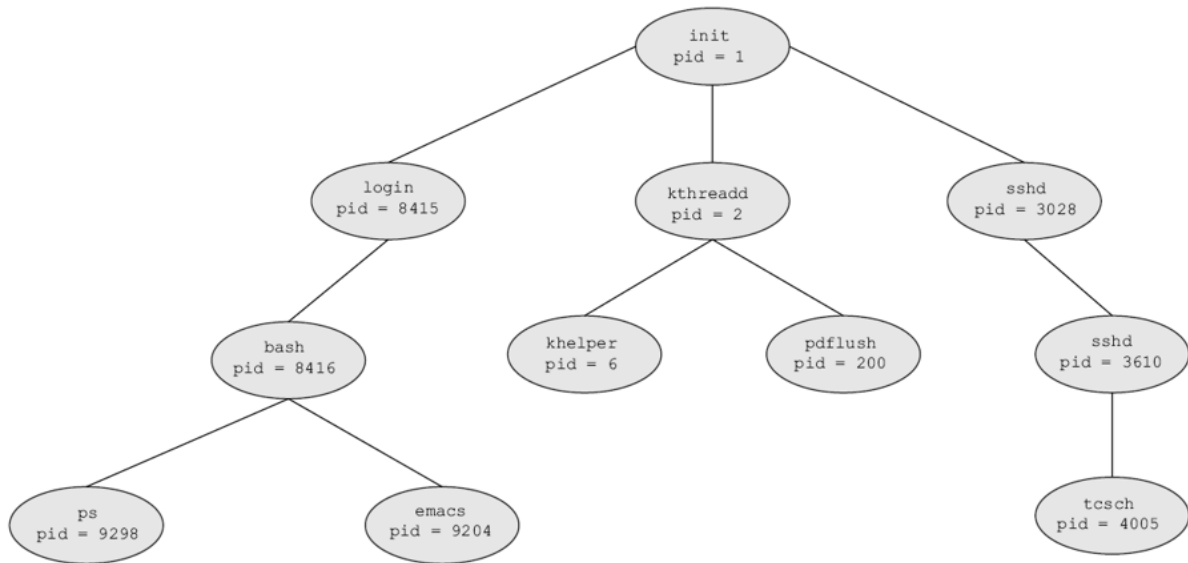 init
pid = 1
login
pid = 8415
kthreadd
pid = 2
sshd
pid = 3028
bash
pid = 8416
khelper
pid = 6
pdflush
pid = 200
sshd
pid = 3610
ps
pid = 9298
emacs
pid = 9204
tcsch
pid = 4005